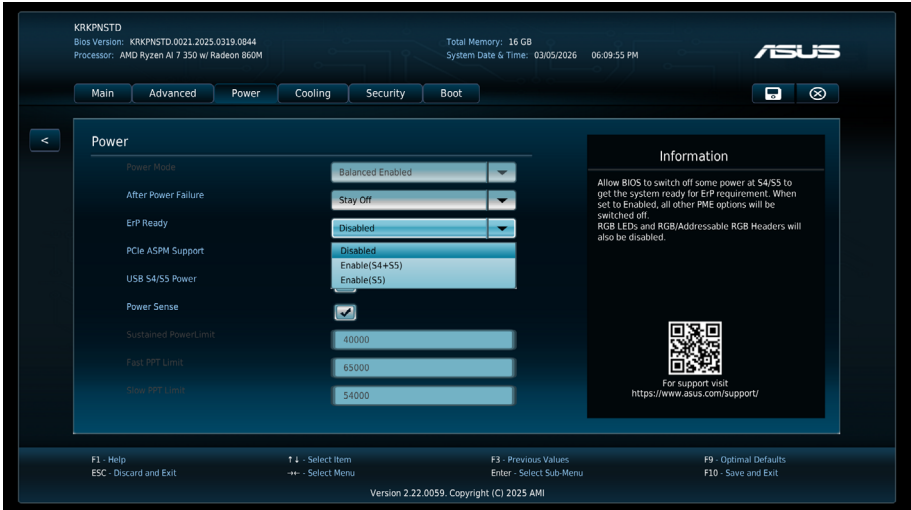 KRKPNSTD
Bios Version: KRKPNSTD.0021.2025.0319.0844
Processor: AMD Ryzen AI 7 350 w/ Radeon 860M
Total Memory: 16 GB
System Date & Time: 03/05/2026 06:09:55 PM
ASUS
Main Advanced Power Cooling Security Boot
<
Power
Power Mode Balanced Enabled
After Power Failure Stay Off
ErP Ready Disabled
PCIe ASPM Support
Disabled
Enable(S4+S5)
Enable(S5)
USB S4/S5 Power
Power Sense
Sustained PowerLimit 40000
Fast PPT Limit 65000
Slow PPT Limit 54000
Information
Allow BIOS to switch off some power at S4/S5 to
get the system ready for ErP requirement. When
set to Enabled, all other PME options will be
switched off.
RGB LEDs and RGB/Addressable RGB Headers will
also be disabled.
For support visit
https://www.asus.com/support/
F1 - Help
ESC - Discard and Exit
↑↓ - Select Item
→← - Select Menu
F3 - Previous Values
Enter - Select Sub-Menu
F9 - Optimal Defaults
F10 - Save and Exit
Version 2.22.0059. Copyright (C) 2025 AMI